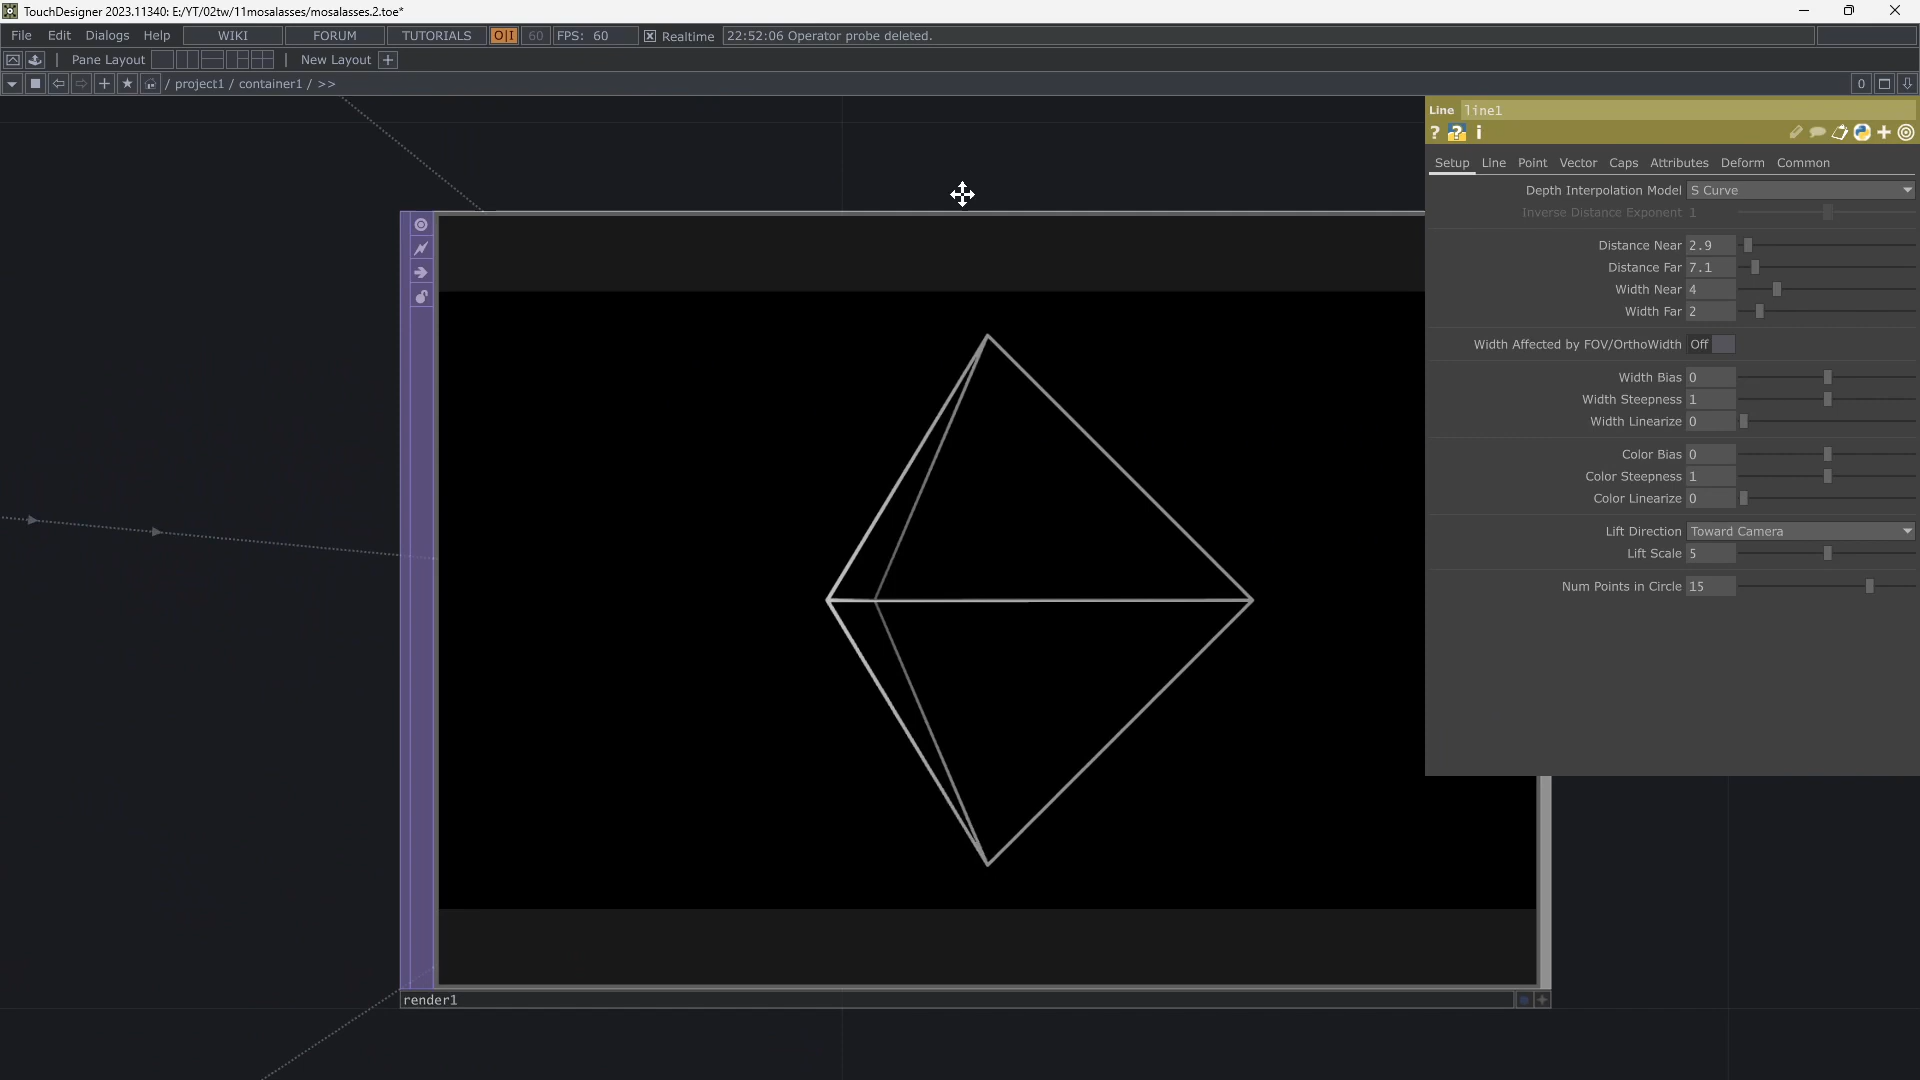 TouchDesigner 2023.11340: E:/YT/02tw/11mosalasses/mosalasses.2.toe*
File Edit Dialogs Help WIKI FORUM TUTORIALS O|I 60 FPS: 60 Realtime 22:52:06 Operator probe deleted.
Pane Layout New Layout +
/ project1 / container1 / >> 0
Line line1
? ? i
Setup Line Point Vector Caps Attributes Deform Common
Depth Interpolation Model S Curve
Inverse Distance Exponent 1
Distance Near 2.9
Distance Far 7.1
Width Near 4
Width Far 2
Width Affected by FOV/OrthoWidth Off
Width Bias 0
Width Steepness 1
Width Linearize 0
Color Bias 0
Color Steepness 1
Color Linearize 0
Lift Direction Toward Camera
Lift Scale 5
Num Points in Circle 15
render1